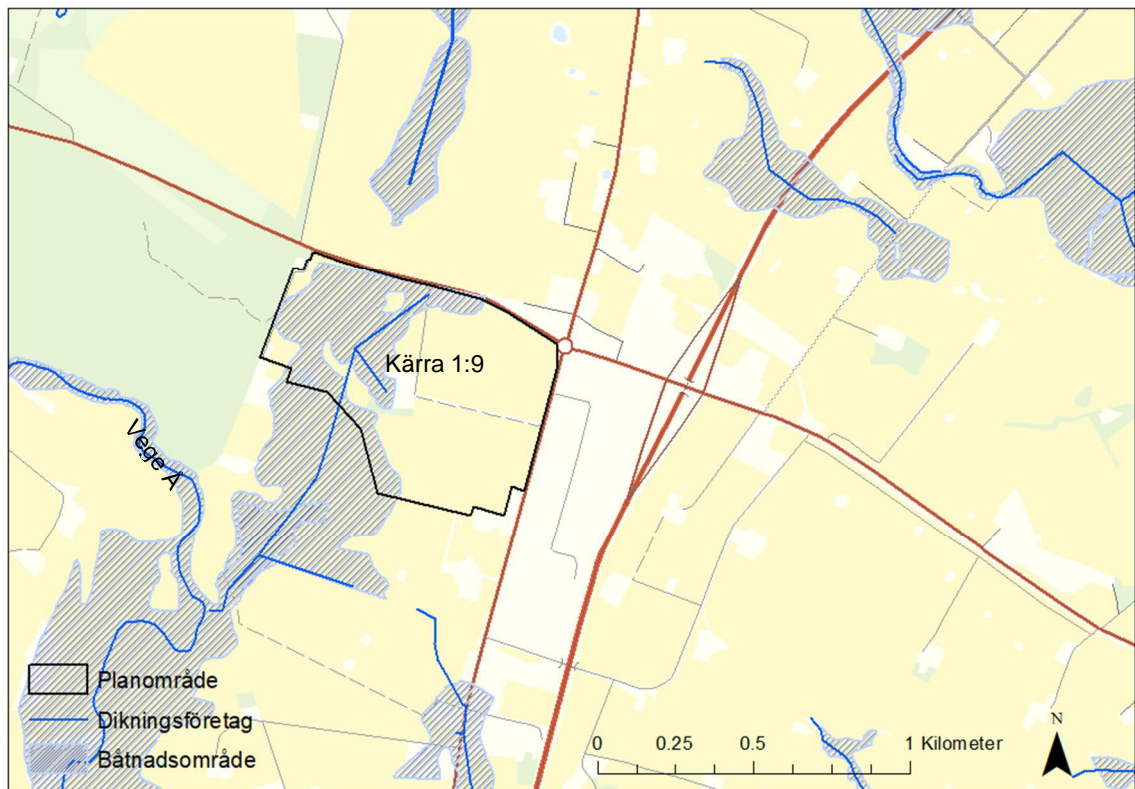 Kärra 1:9
Vege Å
Planområde
Dikningsföretag
Båtnadsområde
0 0.25 0.5 1 Kilometer
N